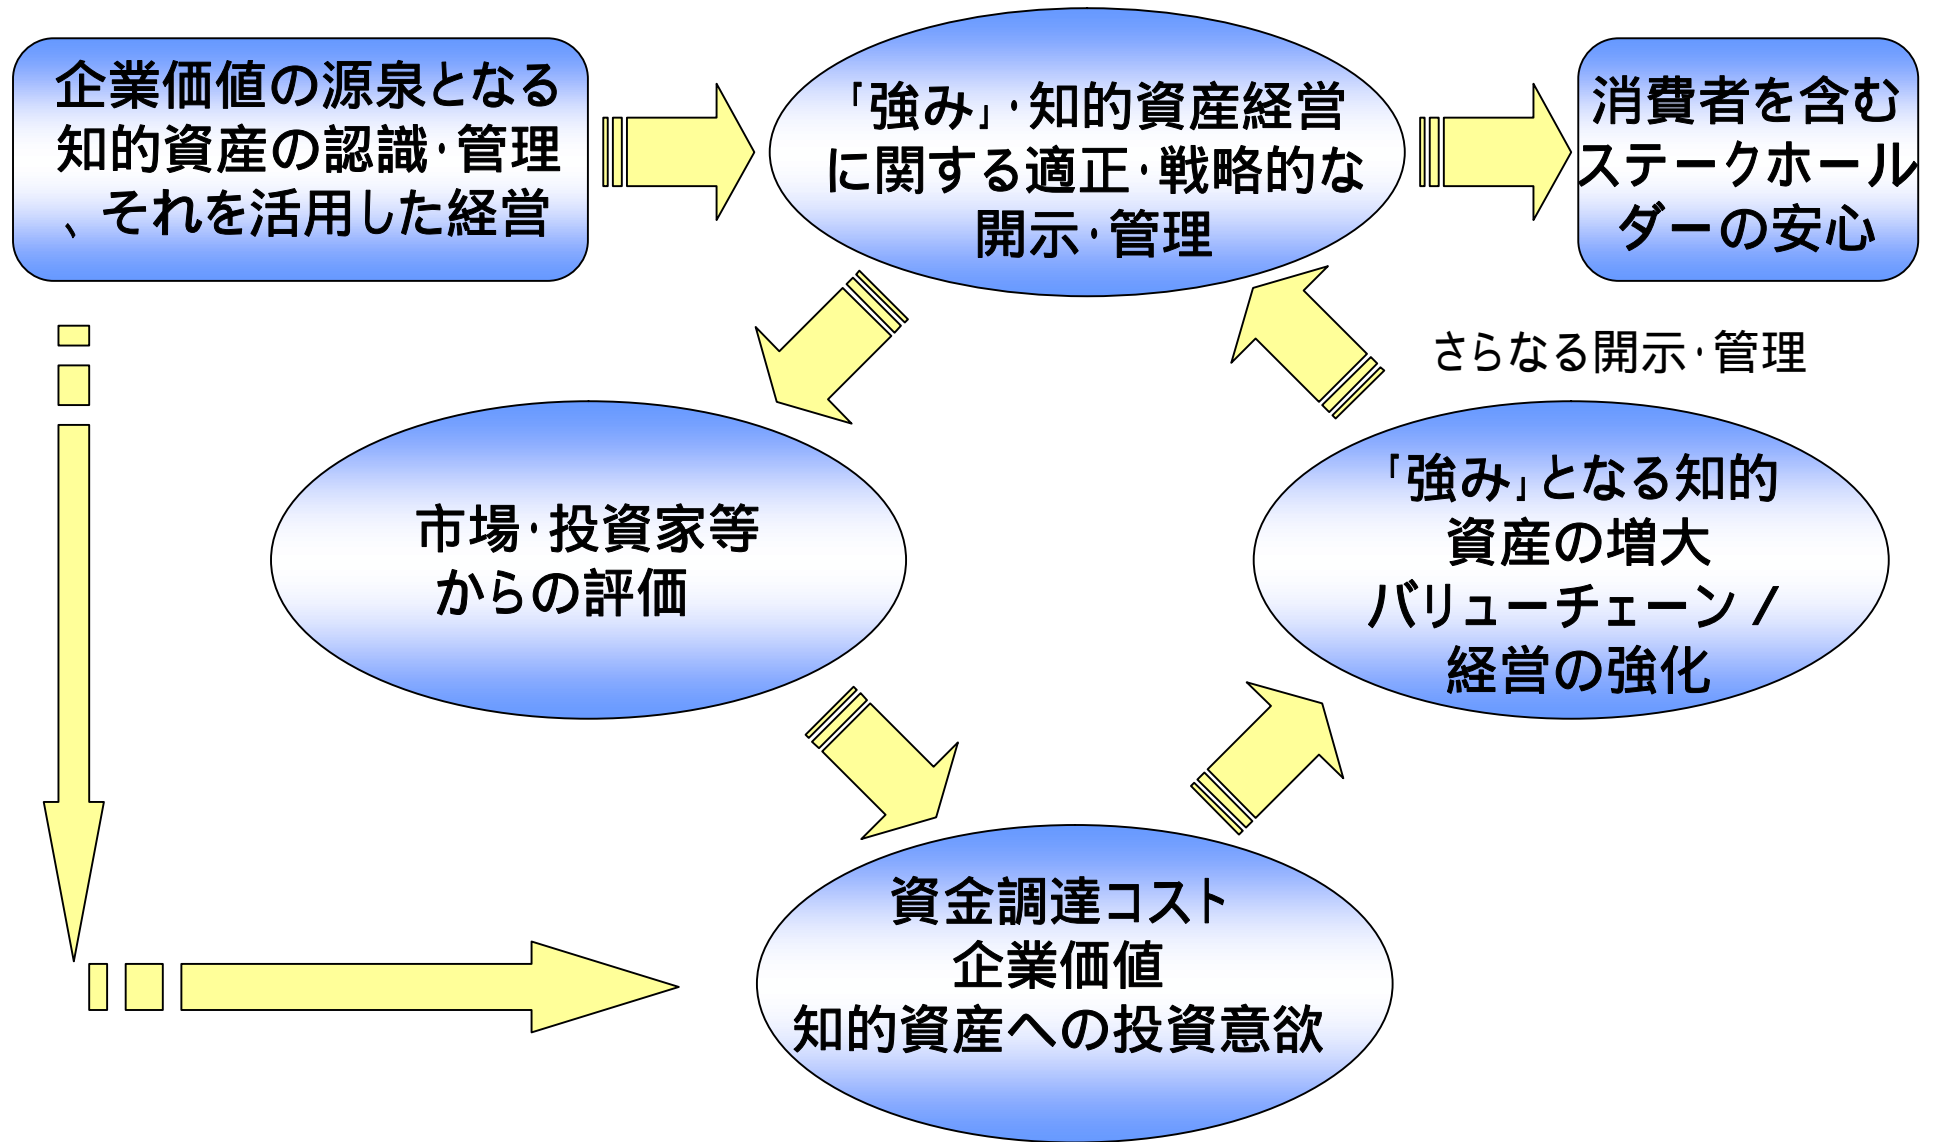 企業価値の源泉となる
知的資産の認識・管理
、それを活用した経営
「強み」・知的資産経営
に関する適正・戦略的な
開示・管理
消費者を含む
ステークホール
ダーの安心
さらなる開示・管理
市場・投資家等
からの評価
「強み」となる知的
資産の増大
バリューチェーン/
経営の強化
資金調達コスト
企業価値
知的資産への投資意欲